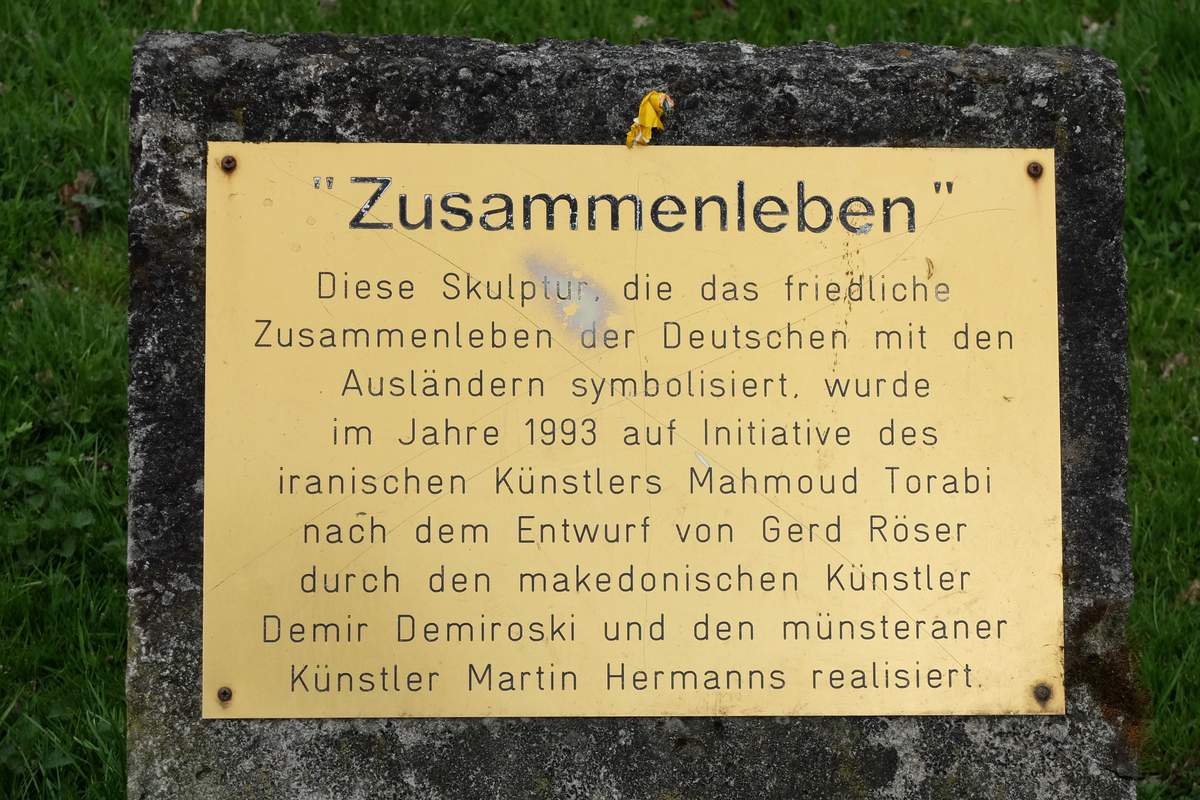 "Zusammenleben"
Diese Skulptur, die das friedliche
Zusammenleben der Deutschen mit den
Ausländern symbolisiert, wurde
im Jahre 1993 auf Initiative des
iranischen Künstlers Mahmoud Torabi
nach dem Entwurf von Gerd Röser
durch den makedonischen Künstler
Demir Demiroski und den münsteraner
Künstler Martin Hermanns realisiert.